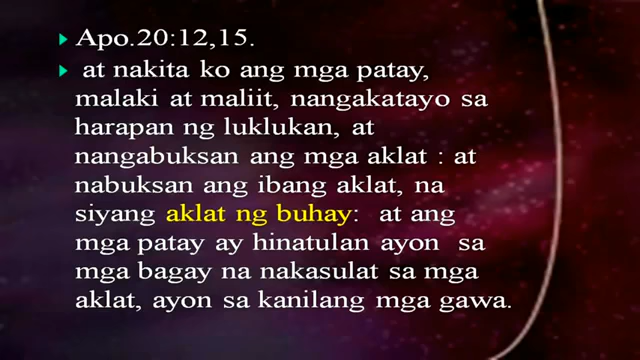 Apo.20:12,15.
at nakita ko ang mga patay,
malaki at maliit, nangakatayo sa
harapan ng luklukan, at
nangabuksan ang mga aklat : at
nabuksan ang ibang aklat, na
siyang aklat ng buhay: at ang
mga patay ay hinatulan ayon sa
mga bagay na nakasulat sa mga
aklat, ayon sa kanilang mga gawa.